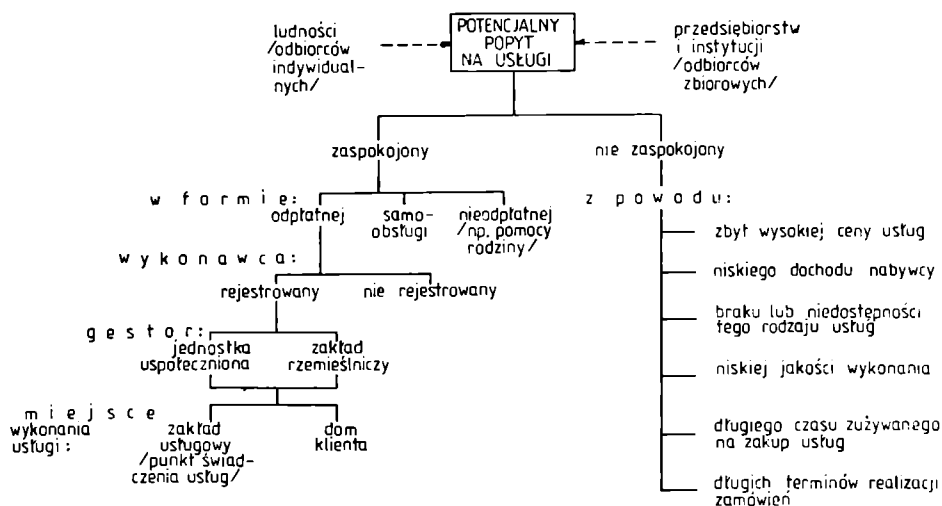 ludności
/odbiorców
indywidual-
nych/
POTENCJALNY
POPYT
NA USŁUGI
przedsiębiorstw
i instytucji
/odbiorców
zbiorowych/
zaspokojony
nie zaspokojony
w formie:
odpłatnej
samo-
obsługi
nieodpłatnej
/np. pomocy
rodziny/
wykonawca:
rejestrowany
nie rejestrowany
gestor:
jednostka
uspołeczniona
zakład
rzemieślniczy
miejsce
wykonania
usługi:
zakład
usługowy
/punkt świad-
czenia usług/
dom
klienta
z powodu:
zbyt wysokiej ceny usług
niskiego dochodu nabywcy
braku lub niedostępności
tego rodzaju usług
niskiej jakości wykonania
długiego czasu zużywanego
na zakup usług
długich terminów realizacji
zamówień